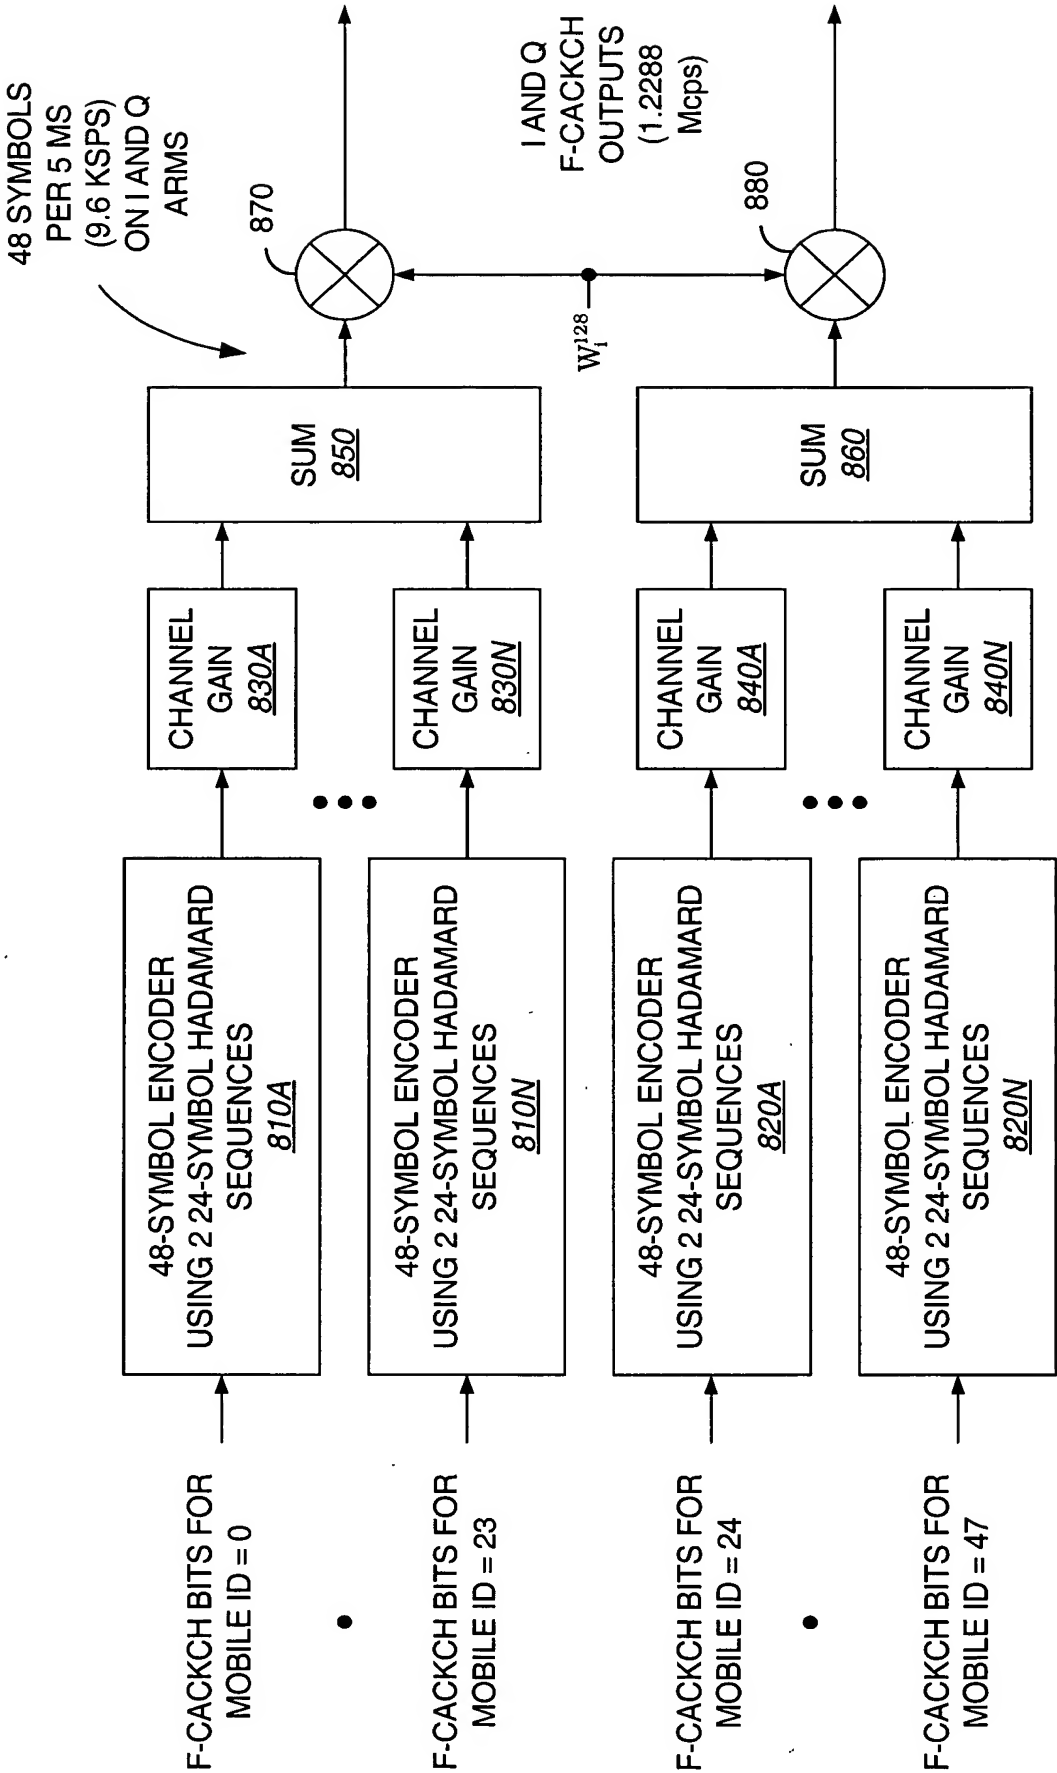 F-CACKCH BITS FOR
MOBILE ID = 0
48-SYMBOL ENCODER
USING 2 24-SYMBOL HADAMARD
SEQUENCES
810A
CHANNEL
GAIN
830A
F-CACKCH BITS FOR
MOBILE ID = 23
48-SYMBOL ENCODER
USING 2 24-SYMBOL HADAMARD
SEQUENCES
810N
CHANNEL
GAIN
830N
SUM
850
48 SYMBOLS
PER 5 MS
(9.6 KSPS)
ON I AND Q
ARMS
870
W_i^128
I AND Q
F-CACKCH
OUTPUTS
(1.2288
Mcps)
F-CACKCH BITS FOR
MOBILE ID = 24
48-SYMBOL ENCODER
USING 2 24-SYMBOL HADAMARD
SEQUENCES
820A
CHANNEL
GAIN
840A
F-CACKCH BITS FOR
MOBILE ID = 47
48-SYMBOL ENCODER
USING 2 24-SYMBOL HADAMARD
SEQUENCES
820N
CHANNEL
GAIN
840N
SUM
860
880